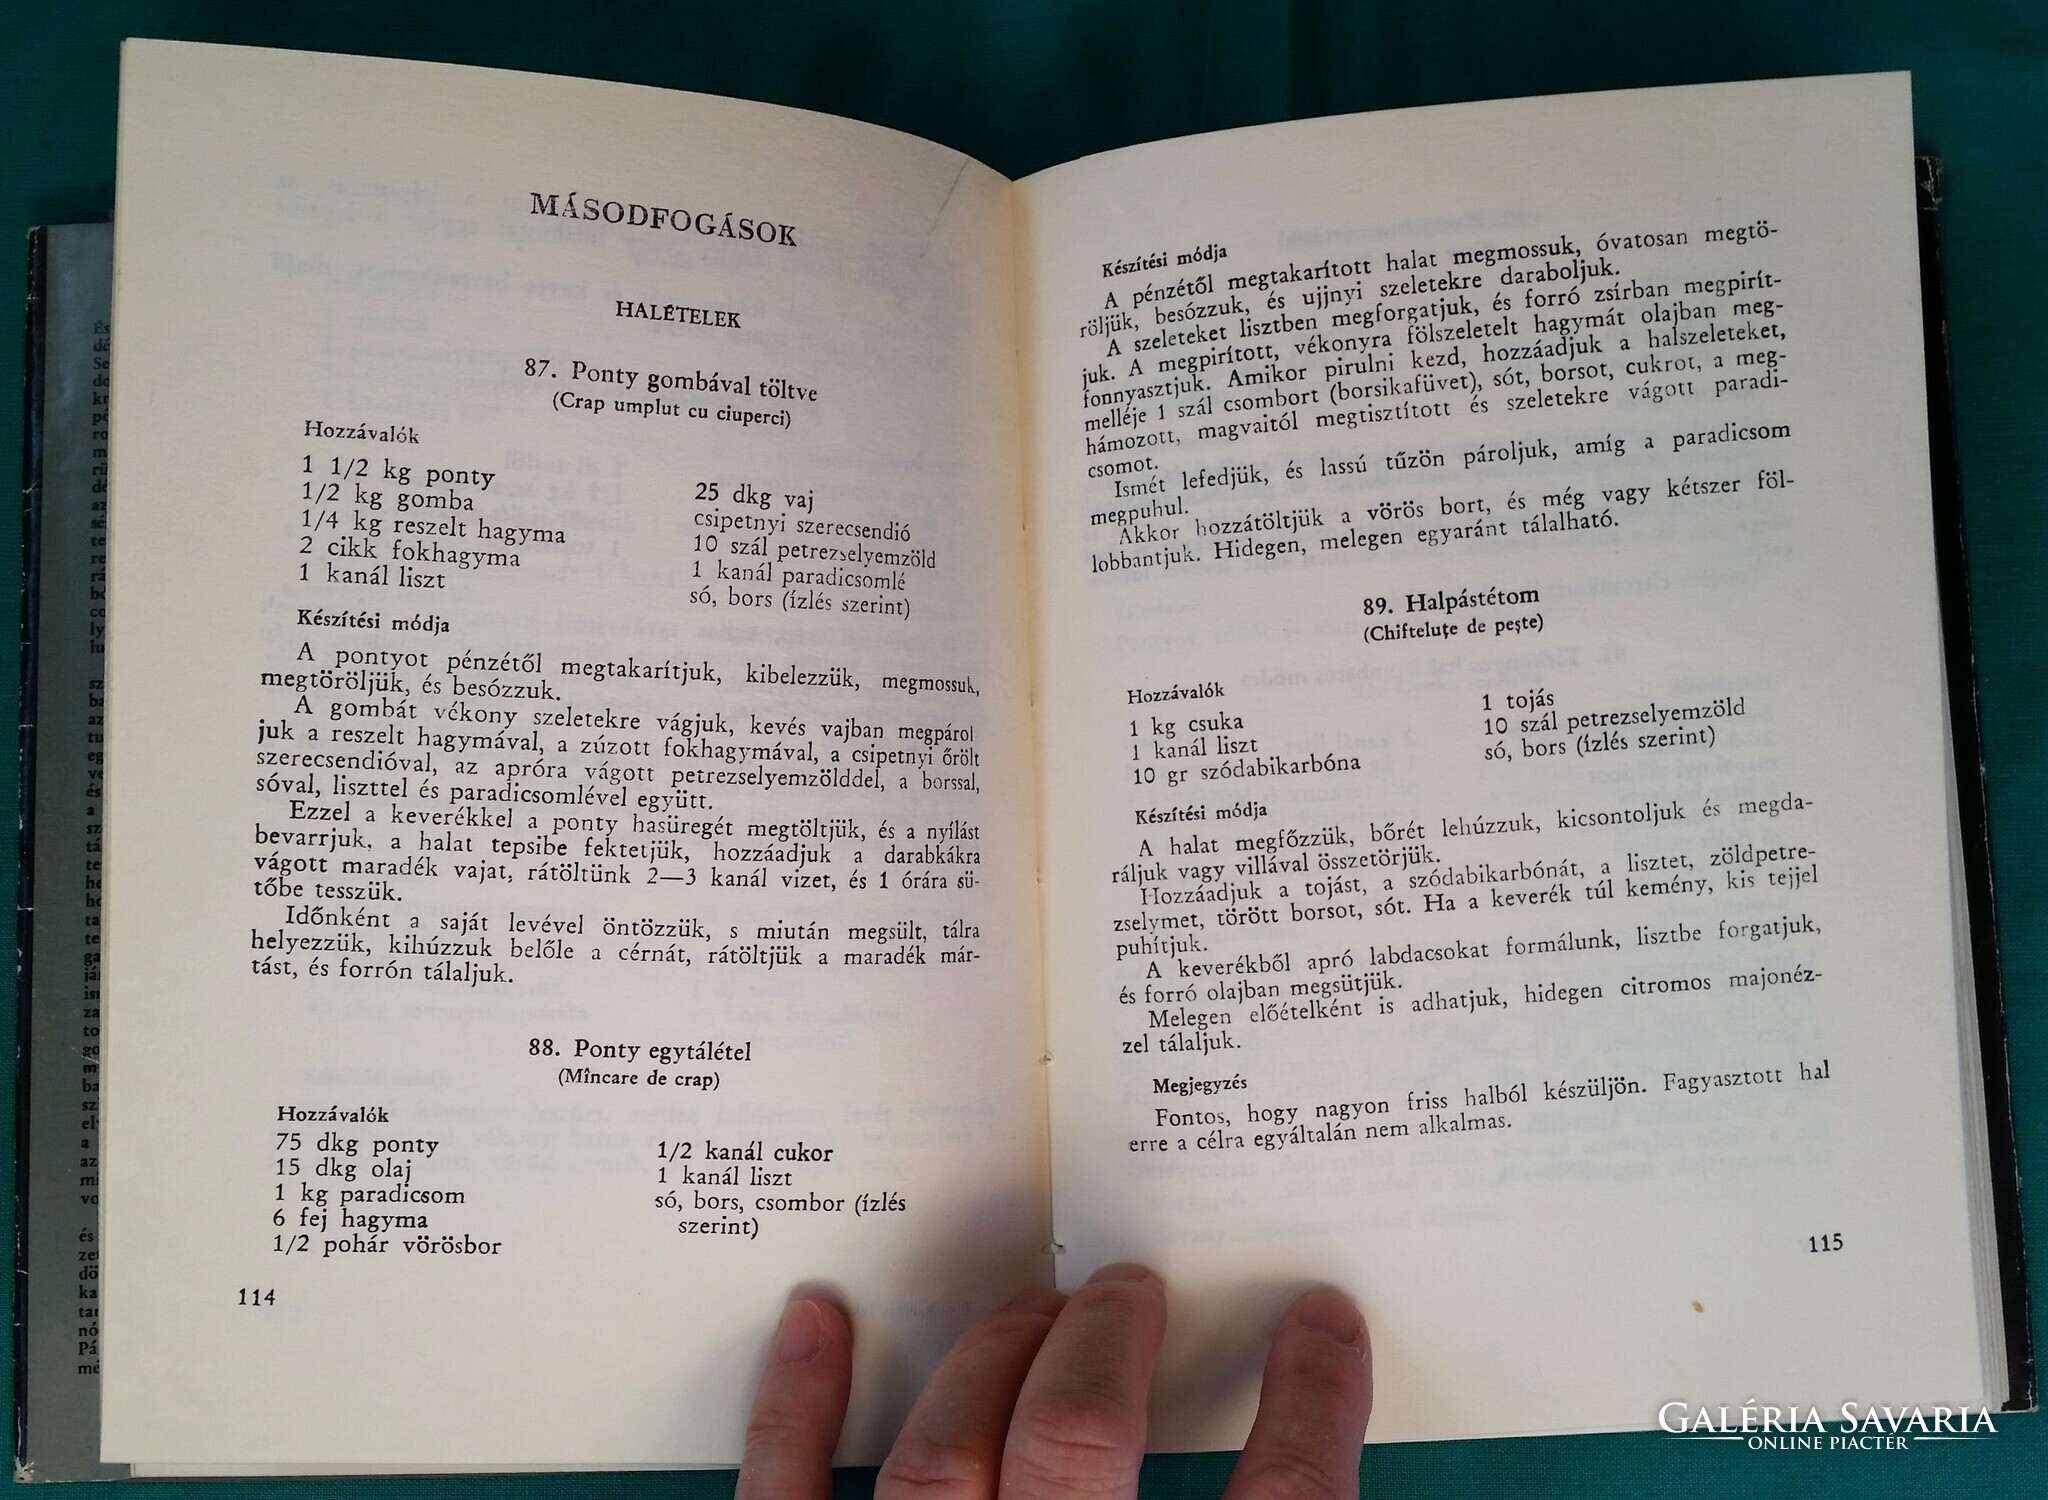 MÁSODFOGÁSOK
HALÉTELEK
87. Ponty gombával töltve
(Crap umplut cu ciuperci)
Hozzávalók
1 1/2 kg ponty
1/2 kg gomba
1/4 kg reszelt hagyma
2 cikk fokhagyma
1 kanál liszt
25 dkg vaj
csipetnyi szerecsendió
10 szál petrezselyemzöld
1 kanál paradicsomlé
só, bors (ízlés szerint)
Készítési módja
A pontyot pénzétől megtakarítjuk, kibelezzük, megmossuk,
megtöröljük, és besózzuk.
A gombát vékony szeletekre vágjuk, kevés vajban megpárol
juk a reszelt hagymával, a zúzott fokhagymával, a csipetnyi őrölt
szerecsendióval, az apróra vágott petrezselyemzölddel, a borssal,
sóval, liszttel és paradicsomlével együtt.
Ezzel a keverékkel a ponty hasüregét megtöltjük, és a nyílást
bevarrjuk, a halat tepsibe fektetjük, hozzáadjuk a darabkákra
vágott maradék vajat, rátöltünk 2—3 kanál vizet, és 1 órára sü-
tőbe tesszük.
Időnként a saját levével öntözzük, s miután megsült, tálra
helyezzük, kihúzzuk belőle a cérnát, rátöltjük a maradék már-
tást, és forrón tálaljuk.
88. Ponty egytálétel
(Mîncare de crap)
Hozzávalók
75 dkg ponty
15 dkg olaj
1 kg paradicsom
6 fej hagyma
1/2 pohár vörösbor
1/2 kanál cukor
1 kanál liszt
só, bors, csombor (ízlés
szerint)
114
Készítési módja
A pénzétől megtakarított halat megmossuk, óvatosan megtö-
röljük, besózzuk, és ujjnyi szeletekre daraboljuk.
A szeleteket lisztben megforgatjuk, és forró zsírban megpirít-
juk. A megpirított, vékonyra fölszeletelt hagymát olajban meg-
fonnyasztjuk. Amikor pirulni kezd, hozzáadjuk a halszeleteket,
melléje 1 szál csombort (borsikafüvet), sót, borsot, cukrot, a meg-
hámozott, magvaitól megtisztított és szeletekre vágott paradi-
csomot.
Ismét lefedjük, és lassú tűzön pároljuk, amíg a paradicsom
megpuhul.
Akkor hozzátöltjük a vörös bort, és még vagy kétszer föl-
lobbantjuk. Hidegen, melegen egyaránt tálalható.
89. Halpástétom
(Chifteluțe de pește)
Hozzávalók
1 kg csuka
1 kanál liszt
10 gr szódabikarbóna
1 tojás
10 szál petrezselyemzöld
só, bors (ízlés szerint)
Készítési módja
A halat megfőzzük, bőrét lehúzzuk, kicsontoljuk és megda-
ráljuk vagy villával összetörjük.
Hozzáadjuk a tojást, a szódabikarbónát, a lisztet, zöldpetre-
zselymet, törött borsot, sót. Ha a keverék túl kemény, kis tejjel
puhítjuk.
A keverékből apró labdacsokat formálunk, lisztbe forgatjuk,
és forró olajban megsütjük.
Melegen előételként is adhatjuk, hidegen citromos majonéz-
zel tálaljuk.
Megjegyzés
Fontos, hogy nagyon friss halból készüljön. Fagyasztott hal
erre a célra egyáltalán nem alkalmas.
115
GALÉRIA SAVARIA
ONLINE PIACTÉR